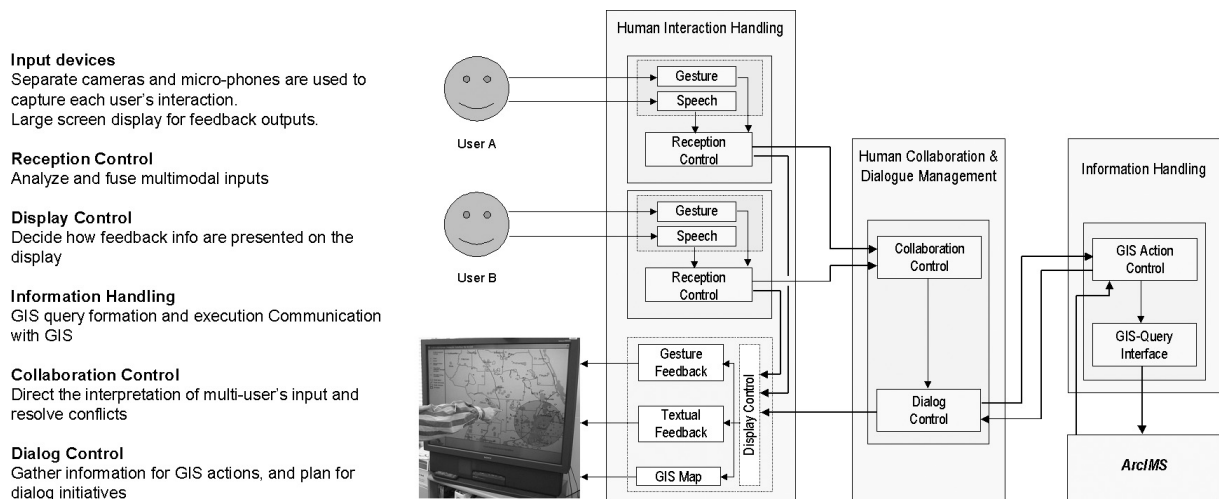 Input devices
Separate cameras and micro-phones are used to
capture each user's interaction.
Large screen display for feedback outputs.
Reception Control
Analyze and fuse multimodal inputs
Display Control
Decide how feedback info are presented on the
display
Information Handling
GIS query formation and execution Communication
with GIS
Collaboration Control
Direct the interpretation of multi-user's input and
resolve conflicts
Dialog Control
Gather information for GIS actions, and plan for
dialog initiatives
User A
User B
Human Interaction Handling
Gesture
Speech
Reception
Control
Gesture
Speech
Reception
Control
Gesture
Feedback
Textual
Feedback
GIS Map
Display Control
Human Collaboration &
Dialogue Management
Collaboration
Control
Dialog
Control
Information Handling
GIS Action
Control
GIS-Query
Interface
ArcIMS